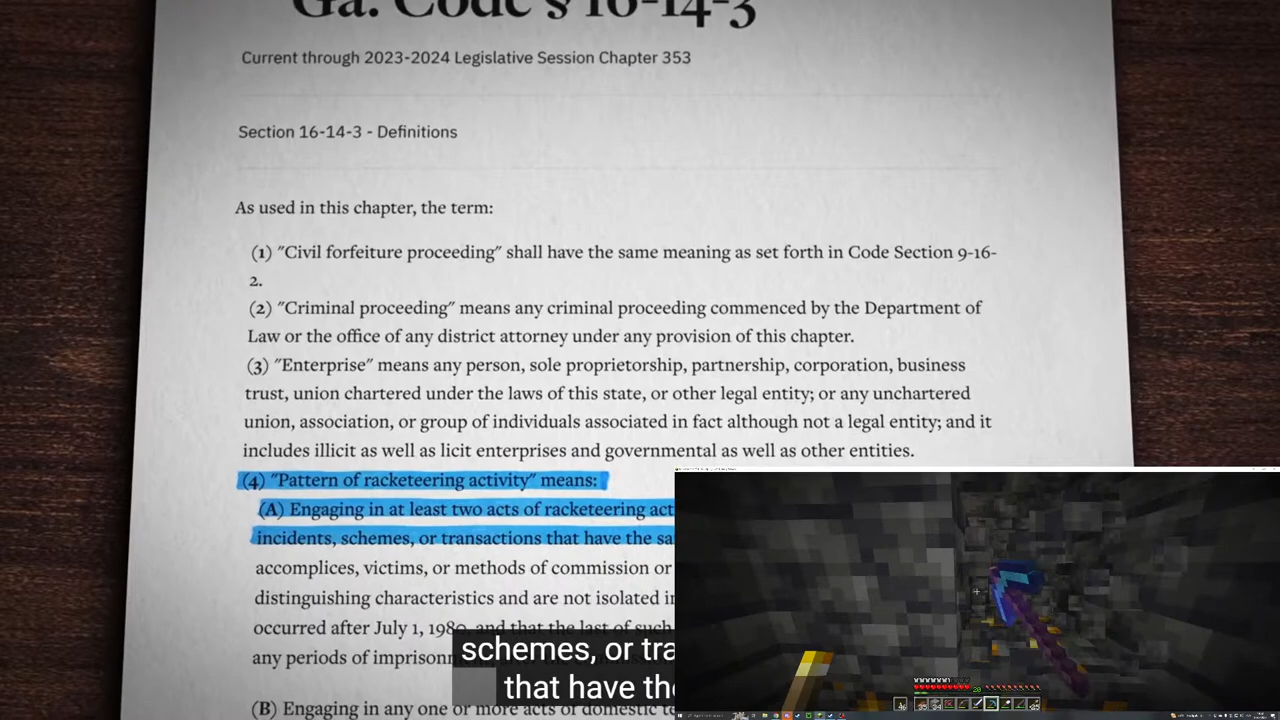 Ga. Code § 16-14-3
Current through 2023-2024 Legislative Session Chapter 353
Section 16-14-3 - Definitions
As used in this chapter, the term:
(1) "Civil forfeiture proceeding" shall have the same meaning as set forth in Code Section 9-16-
2.
(2) "Criminal proceeding" means any criminal proceeding commenced by the Department of
Law or the office of any district attorney under any provision of this chapter.
(3) "Enterprise" means any person, sole proprietorship, partnership, corporation, business
trust, union chartered under the laws of this state, or other legal entity; or any unchartered
union, association, or group of individuals associated in fact although not a legal entity; and it
includes illicit as well as licit enterprises and governmental as well as other entities.
(4) "Pattern of racketeering activity" means:
(A) Engaging in at least two acts of racketeering act
incidents, schemes, or transactions that have the sa
accomplices, victims, or methods of commission or
distinguishing characteristics and are not isolated in
occurred after July 1, 1980, and that the last of such
any periods of imprisonm
(B) Engaging in any one or more acts of domestic te
schemes, or tra
that have the